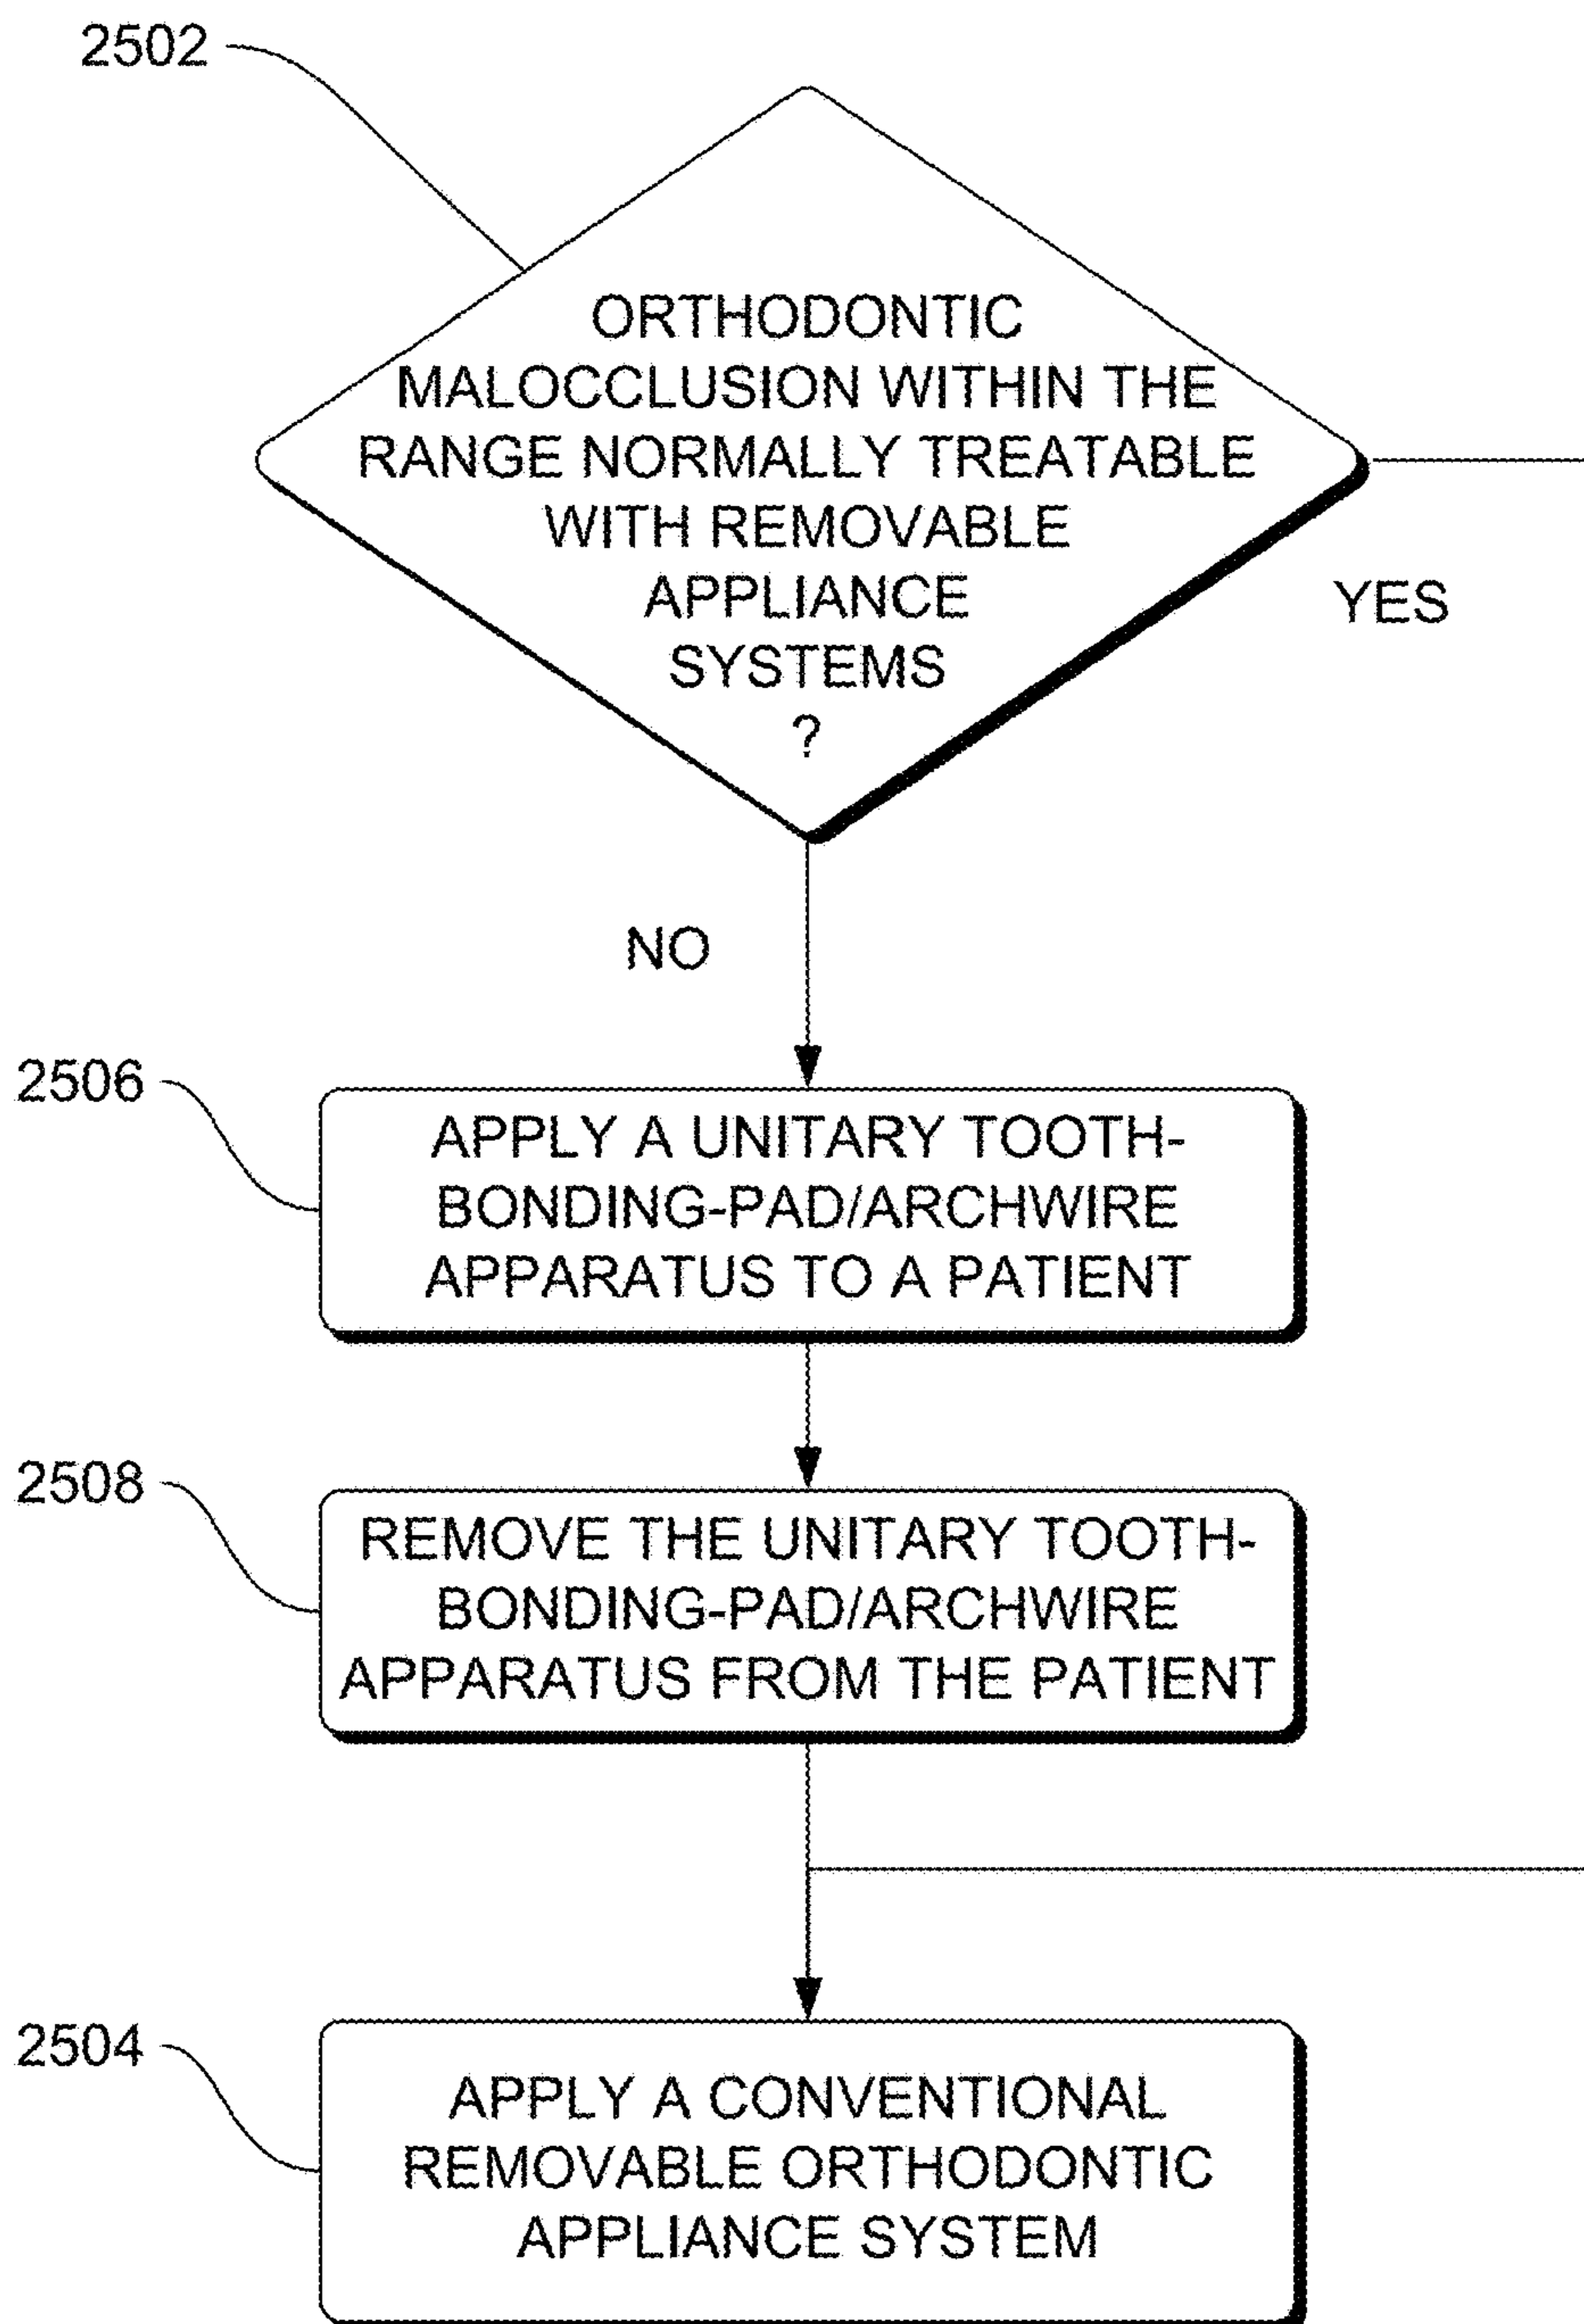 2502
ORTHODONTIC
MALOCCLUSION WITHIN THE
RANGE NORMALLY TREATABLE
WITH REMOVABLE
APPLIANCE
SYSTEMS
?
YES
NO
2506
APPLY A UNITARY TOOTH-
BONDING-PAD/ARCHWIRE
APPARATUS TO A PATIENT
2508
REMOVE THE UNITARY TOOTH-
BONDING-PAD/ARCHWIRE
APPARATUS FROM THE PATIENT
2504
APPLY A CONVENTIONAL
REMOVABLE ORTHODONTIC
APPLIANCE SYSTEM